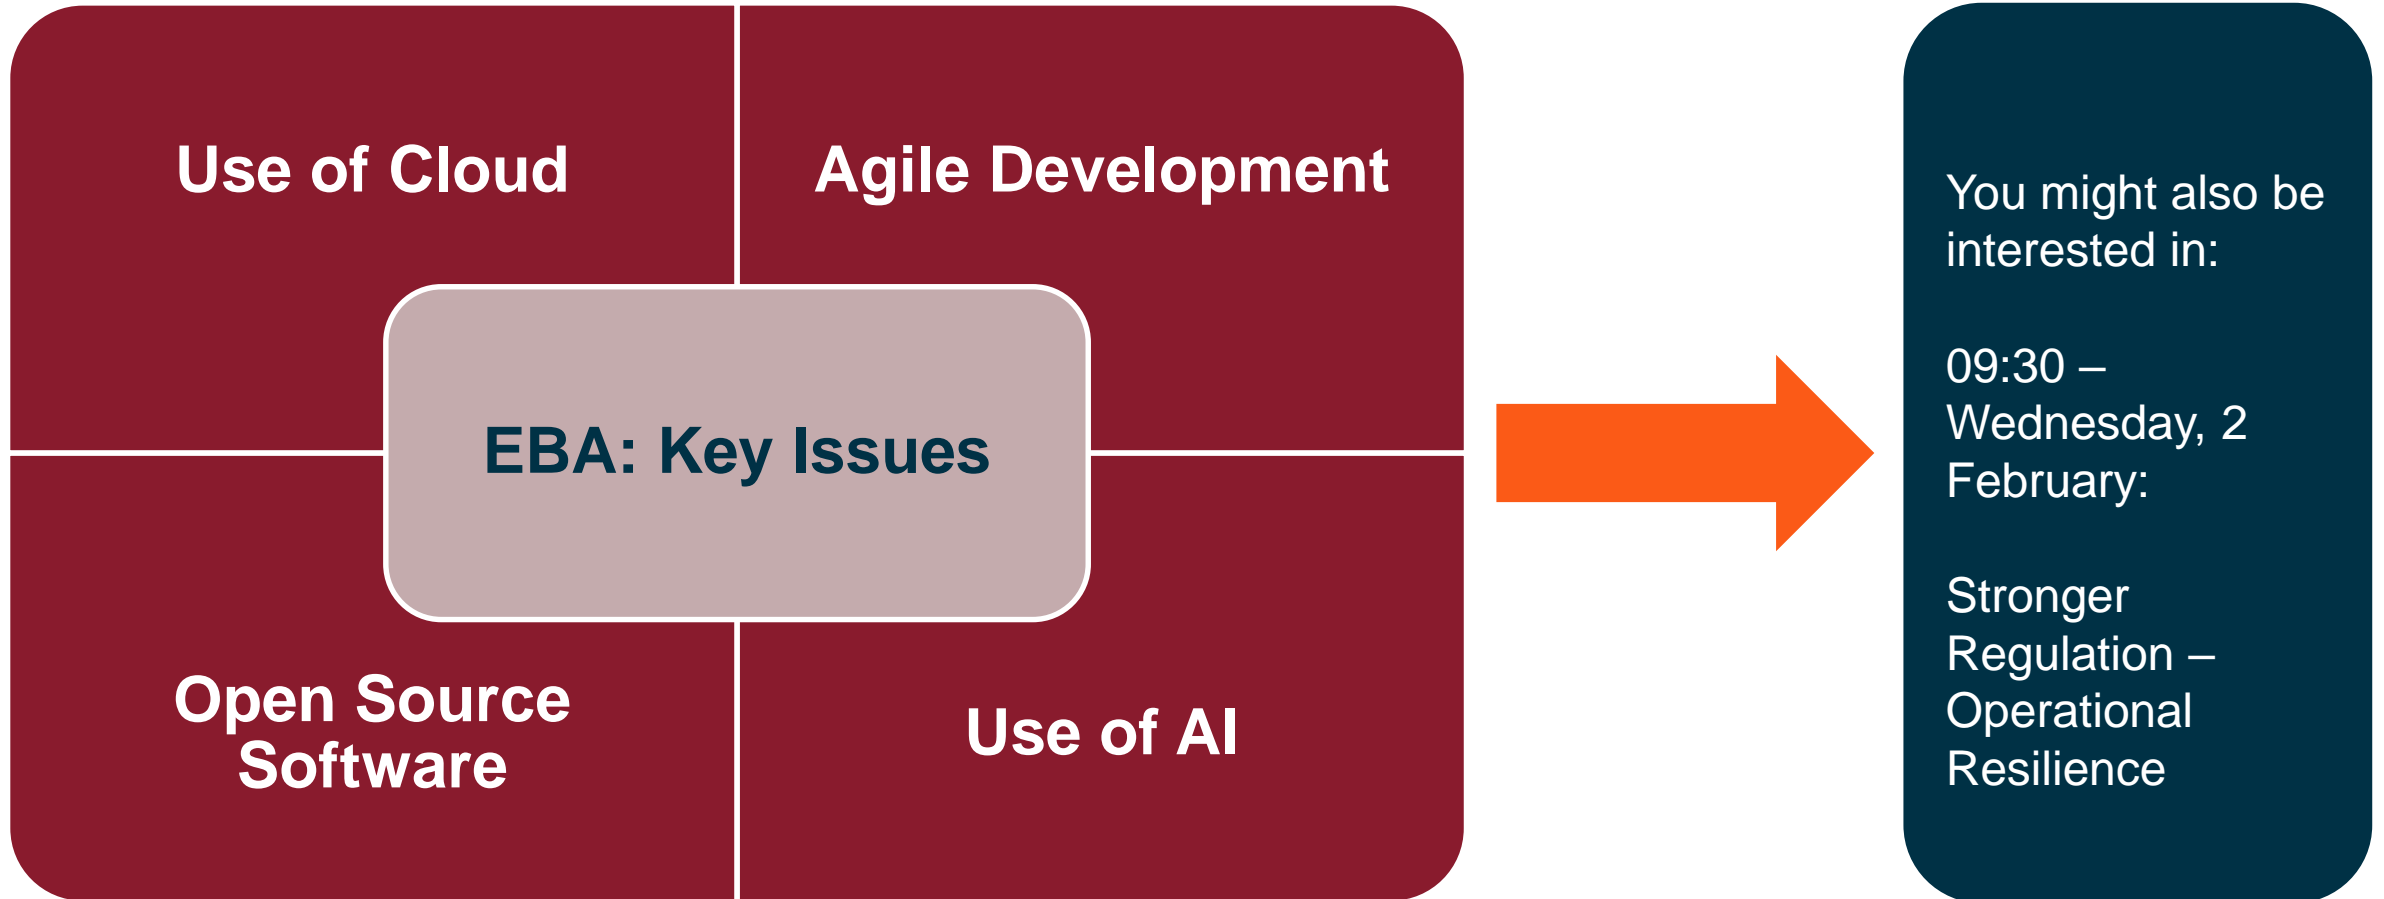 Use of Cloud
Agile Development
EBA: Key Issues
Open Source
Software
Use of AI
You might also be
interested in:
09:30 –
Wednesday, 2
February:
Stronger
Regulation –
Operational
Resilience